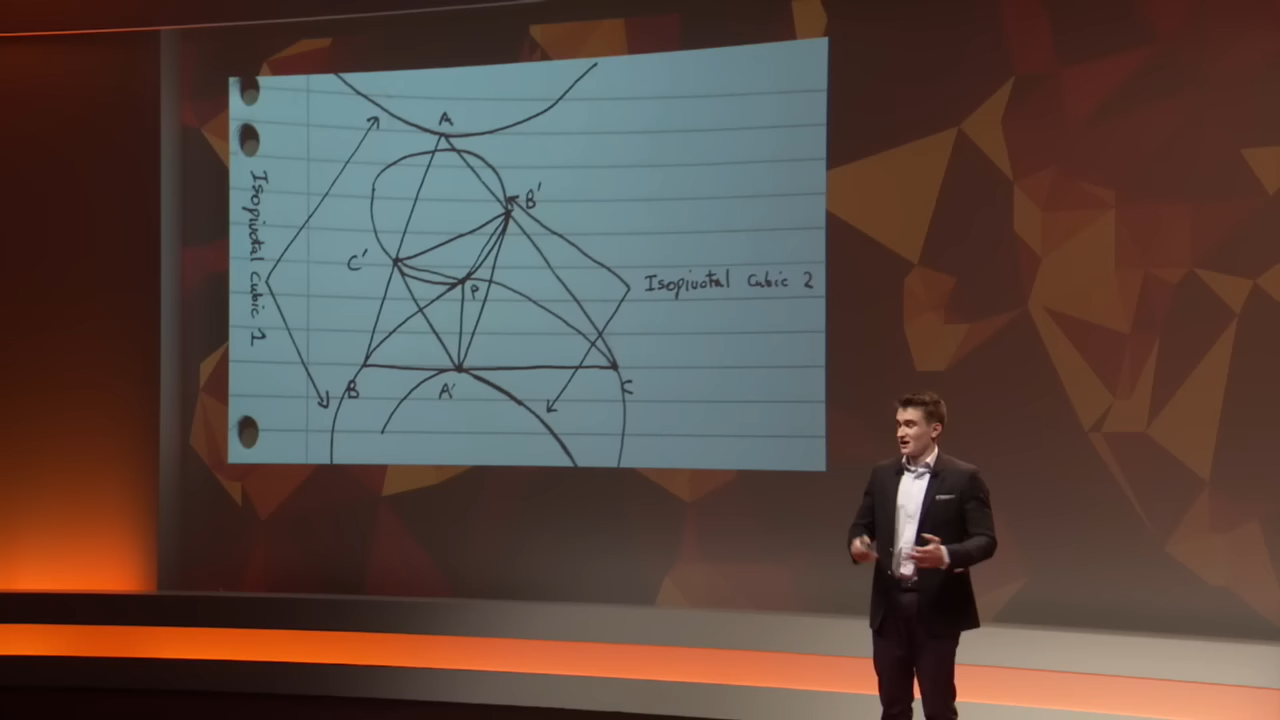 A
B'
C'
P
Isopivotal Cubic 2
Isopivotal Cubic 1
B
A'
C